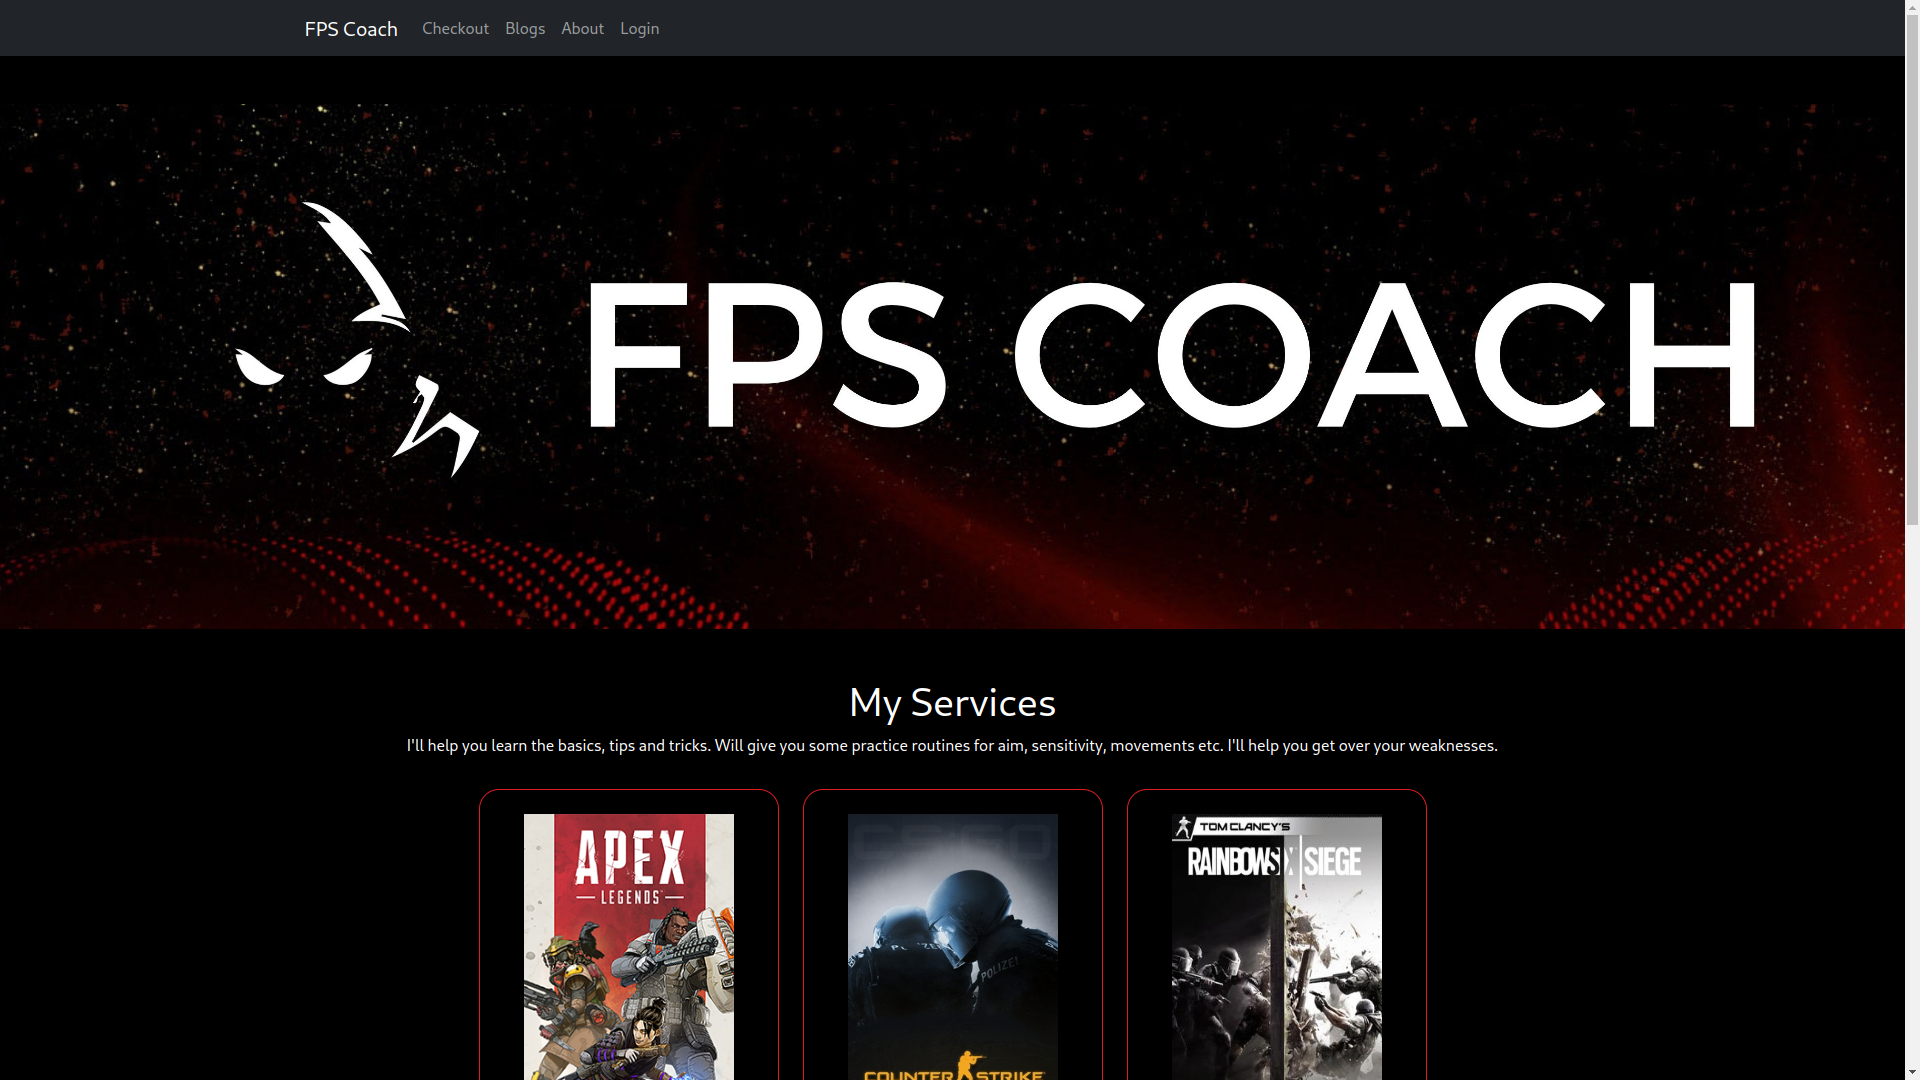 FPS Coach Checkout Blogs About Login
FPS COACH
My Services
I'll help you learn the basics, tips and tricks. Will give you some practice routines for aim, sensitivity, movements etc. I'll help you get over your weaknesses.
APEX
LEGENDS
CS:GO
POLIZEI
COUNTER STRIKE
TOM CLANCY'S
RAINBOW SIX SIEGE